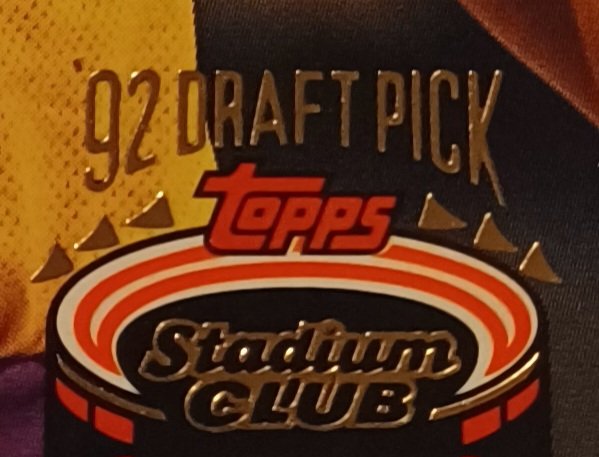 '92 DRAFT PICK
Topps
Stadium
CLUB